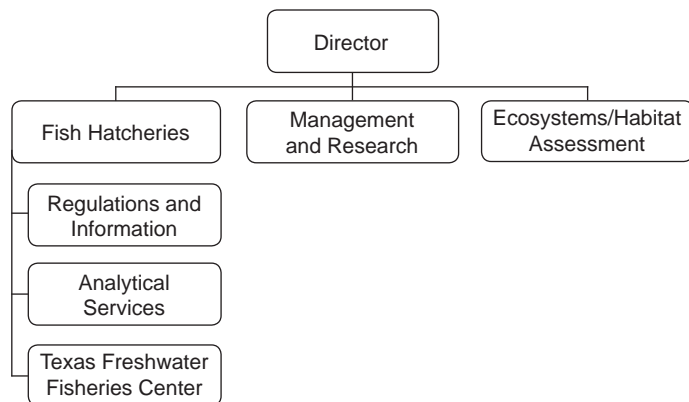 Director
Fish Hatcheries
Management
and Research
Ecosystems/Habitat
Assessment
Regulations and
Information
Analytical
Services
Texas Freshwater
Fisheries Center